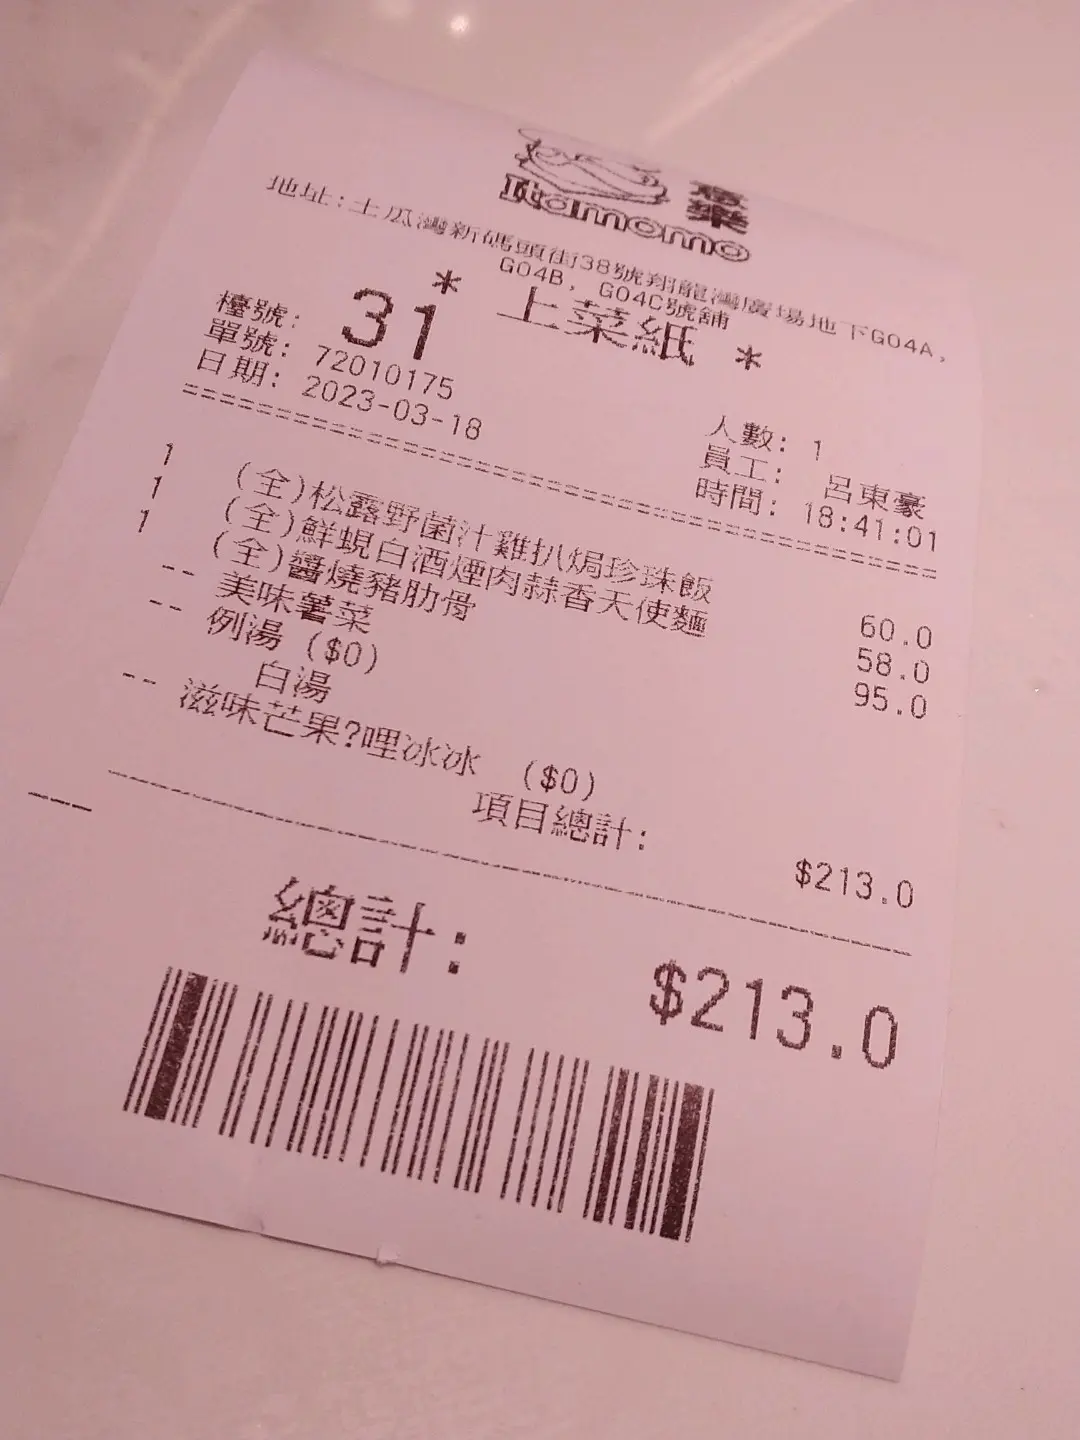 意樂
Itamomo
地址:土瓜灣新碼頭街38號翔龍灣廣場地下G04A,
G04B, G04C號舖
* 上菜紙 *
檯號: 31
單號: 72010175 人數: 1
日期: 2023-03-18 員工: 呂東豪
時間: 18:41:01
1 (全)松露野菌汁雞扒焗珍珠飯 60.0
1 (全)鮮蜆白酒煙肉蒜香天使麵 58.0
1 (全)醬燒豬肋骨 95.0
-- 美味薯菜
-- 例湯 ($0)
白湯
-- 滋味芒果?哩冰冰 ($0)
項目總計: $213.0
總計: $213.0